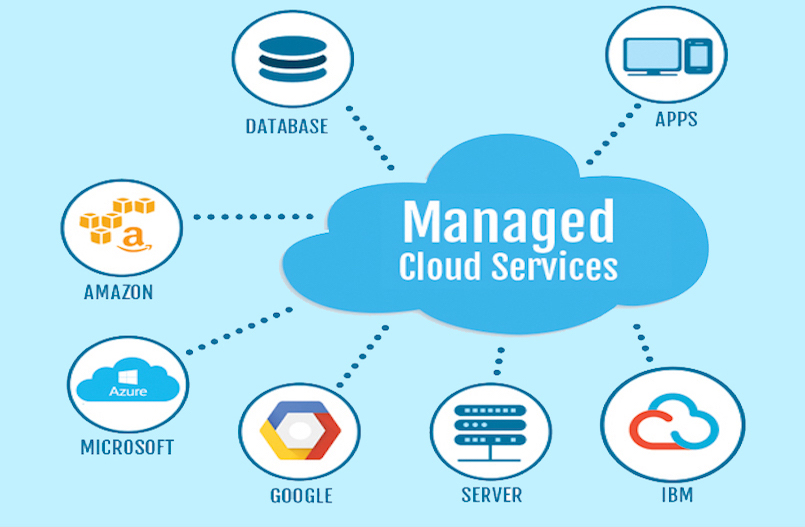 DATABASE
APPS
Managed
Cloud Services
a
AMAZON
Azure
MICROSOFT
GOOGLE
SERVER
IBM